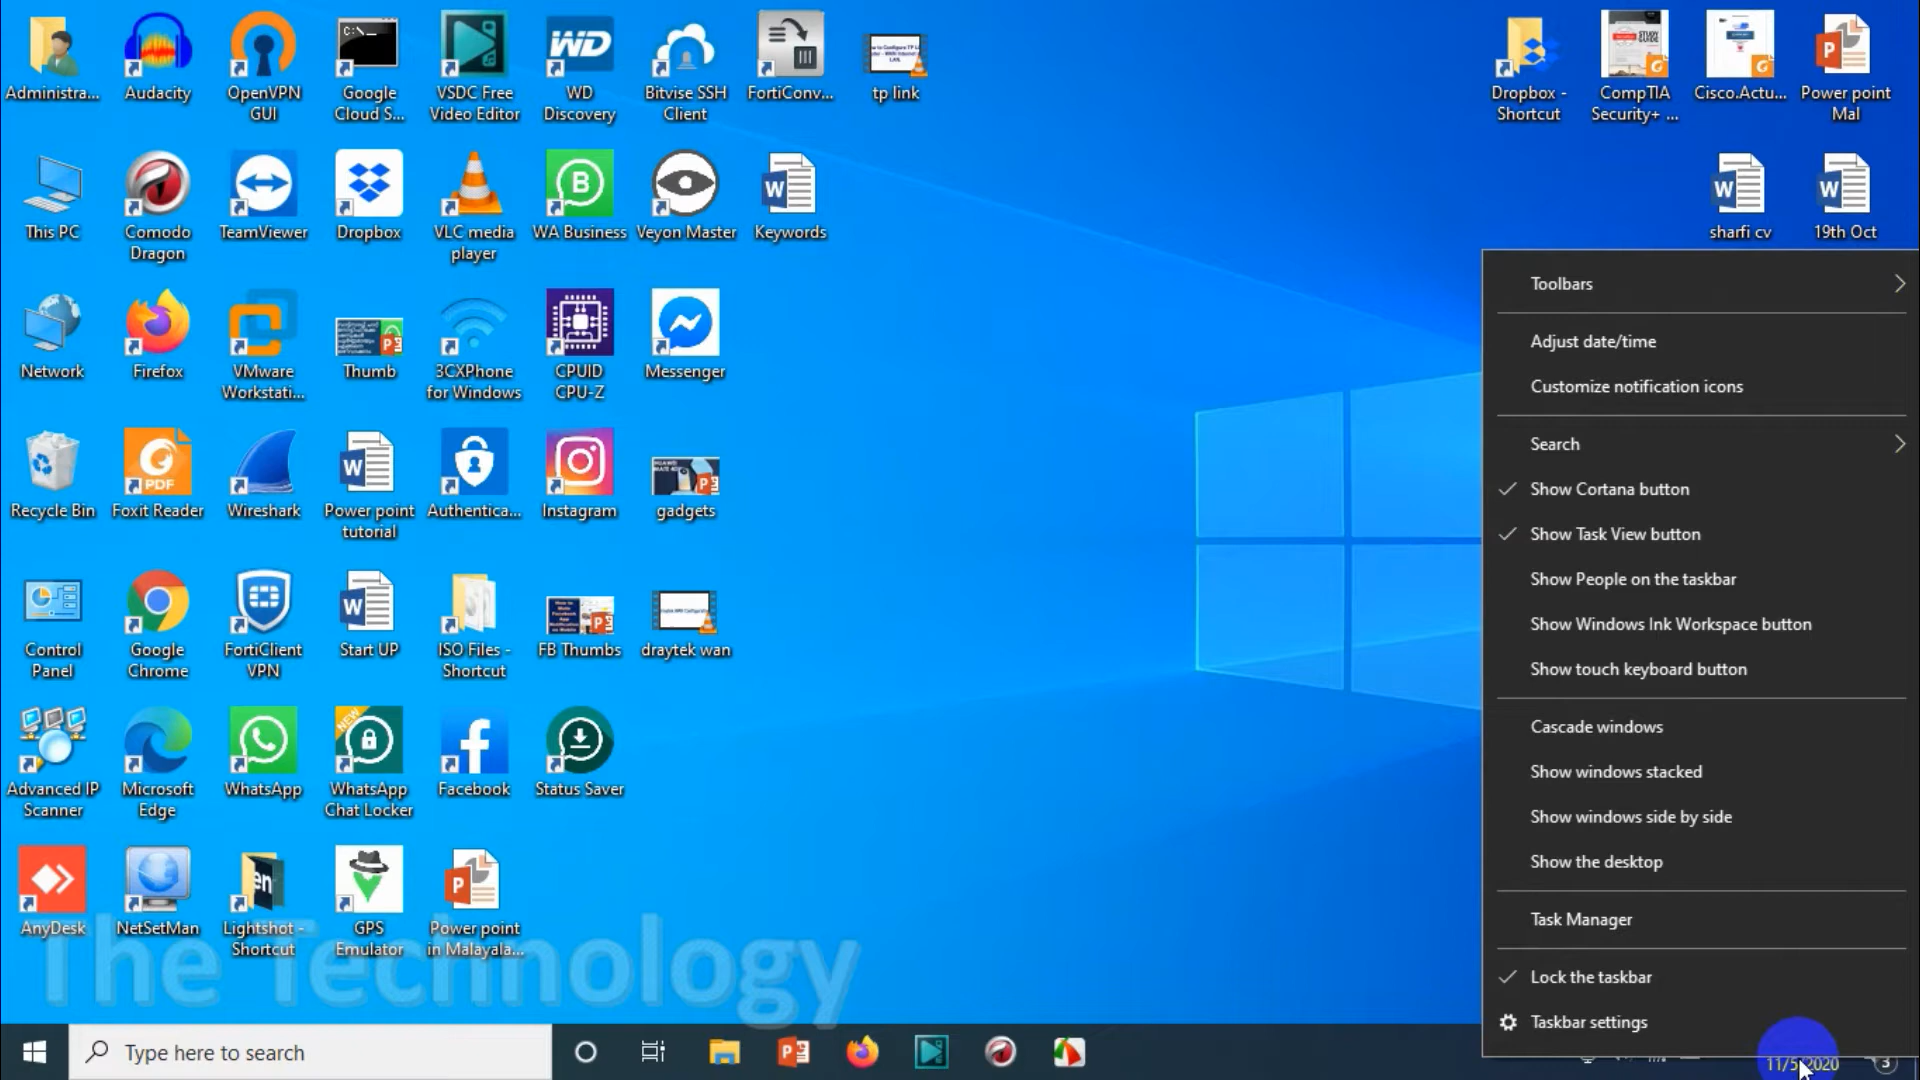 Administra...
Audacity
OpenVPN
GUI
Google
Cloud S...
VSDC Free
Video Editor
WD
Discovery
Bitvise SSH
Client
FortiConv...
tp link
Dropbox -
Shortcut
CompTIA
Security+ ...
Cisco.Actu...
Power point
Mal
This PC
Comodo
Dragon
TeamViewer
Dropbox
VLC media
player
WA Business
Veyon Master
Keywords
sharfi cv
19th Oct
Network
Firefox
VMware
Workstati...
Thumb
3CXPhone
for Windows
CPUID
CPU-Z
Messenger
Recycle Bin
Foxit Reader
Wireshark
Power point
tutorial
Authentica...
Instagram
gadgets
Control
Panel
Google
Chrome
FortiClient
VPN
Start UP
ISO Files -
Shortcut
FB Thumbs
draytek wan
Advanced IP
Scanner
Microsoft
Edge
WhatsApp
WhatsApp
Chat Locker
Facebook
Status Saver
AnyDesk
NetSetMan
Lightshot -
Shortcut
GPS
Emulator
Power point
in Malayala...
The Technology
Toolbars
Adjust date/time
Customize notification icons
Search
Show Cortana button
Show Task View button
Show People on the taskbar
Show Windows Ink Workspace button
Show touch keyboard button
Cascade windows
Show windows stacked
Show windows side by side
Show the desktop
Task Manager
Lock the taskbar
Taskbar settings
Type here to search
11/5/2020
3